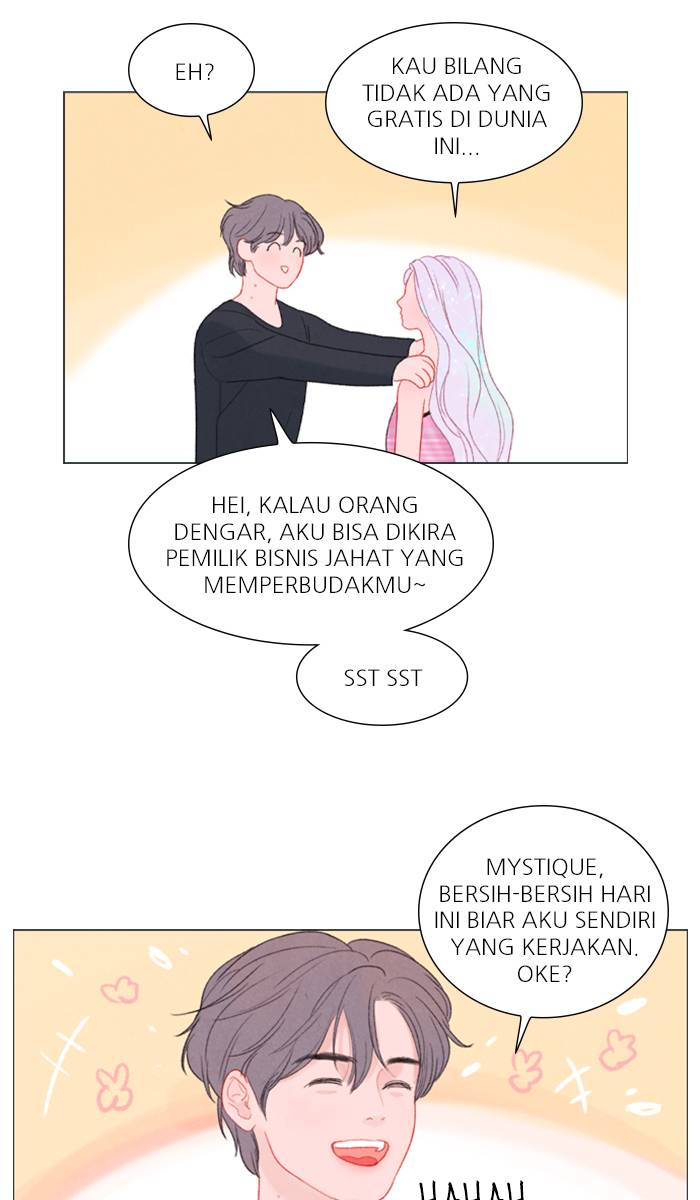 EH?
KAU BILANG
TIDAK ADA YANG
GRATIS DI DUNIA
INI...
HEI, KALAU ORANG
DENGAR, AKU BISA DIKIRA
PEMILIK BISNIS JAHAT YANG
MEMPERBUDAKMU~
SST SST
MYSTIQUE,
BERSIH-BERSIH HARI
INI BIAR AKU SENDIRI
YANG KERJAKAN.
OKE?
HAHAH